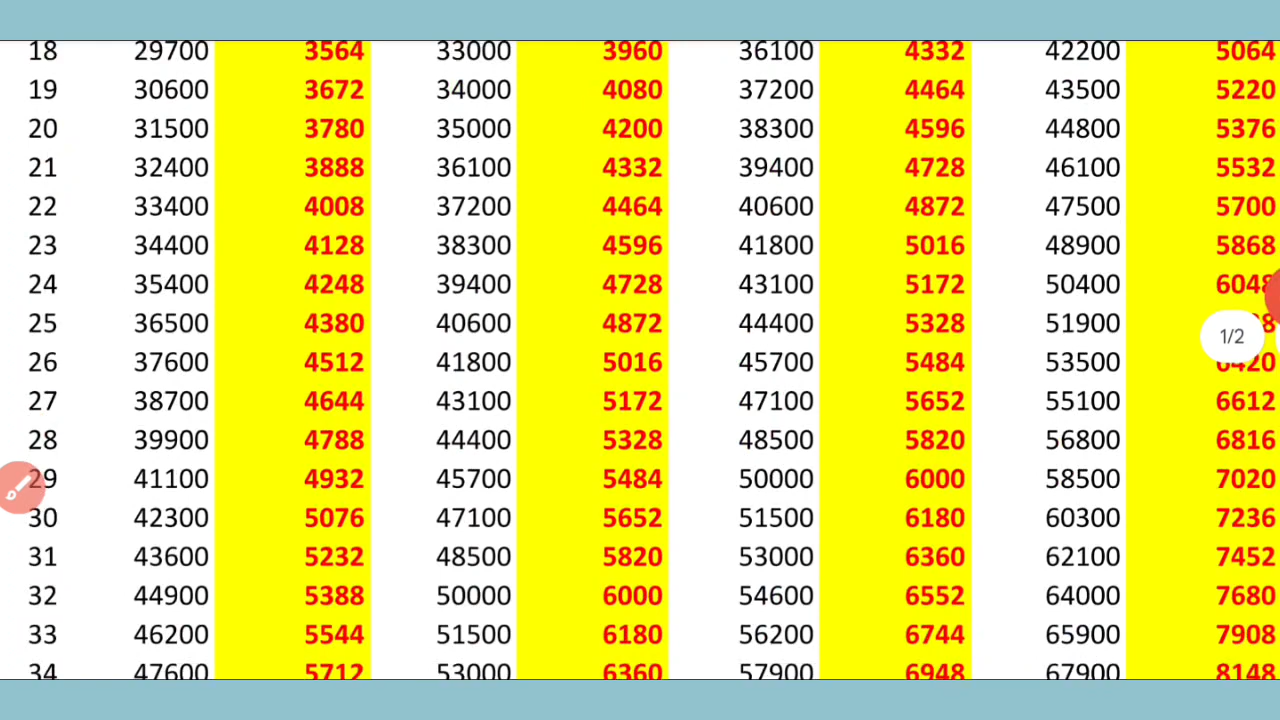 18 29700 3564 33000 3960 36100 4332 42200 5064
19 30600 3672 34000 4080 37200 4464 43500 5220
20 31500 3780 35000 4200 38300 4596 44800 5376
21 32400 3888 36100 4332 39400 4728 46100 5532
22 33400 4008 37200 4464 40600 4872 47500 5700
23 34400 4128 38300 4596 41800 5016 48900 5868
24 35400 4248 39400 4728 43100 5172 50400 6048
25 36500 4380 40600 4872 44400 5328 51900
1/2
26 37600 4512 41800 5016 45700 5484 53500 6420
27 38700 4644 43100 5172 47100 5652 55100 6612
28 39900 4788 44400 5328 48500 5820 56800 6816
29 41100 4932 45700 5484 50000 6000 58500 7020
30 42300 5076 47100 5652 51500 6180 60300 7236
31 43600 5232 48500 5820 53000 6360 62100 7452
32 44900 5388 50000 6000 54600 6552 64000 7680
33 46200 5544 51500 6180 56200 6744 65900 7908
34 47600 5712 53000 6360 57900 6948 67900 8148